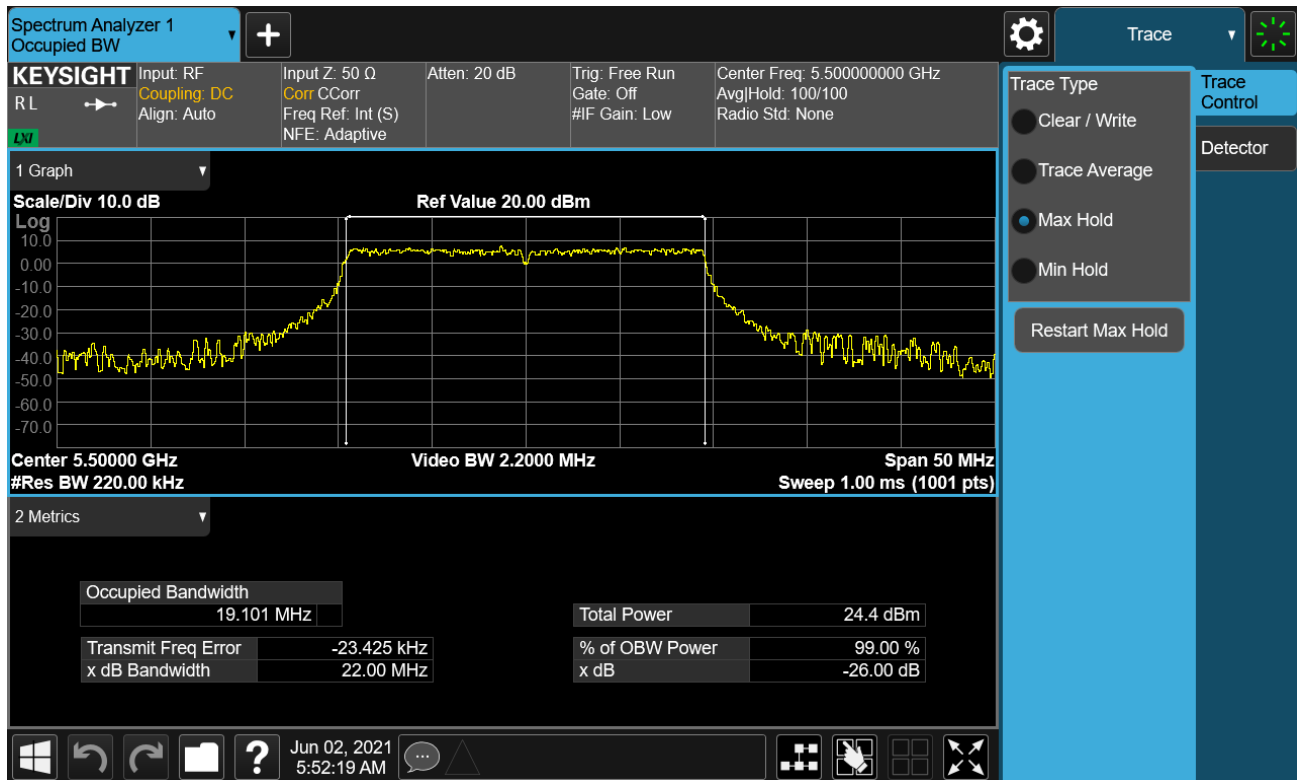 Spectrum Analyzer 1
Occupied BW
Trace
KEYSIGHT
R L
LXI
Input: RF
Coupling: DC
Align: Auto
Input Z: 50 Ω
Corr CCorr
Freq Ref: Int (S)
NFE: Adaptive
Atten: 20 dB
Trig: Free Run
Gate: Off
#IF Gain: Low
Center Freq: 5.500000000 GHz
Avg|Hold: 100/100
Radio Std: None
1 Graph
Scale/Div 10.0 dB
Ref Value 20.00 dBm
Log
10.0
0.00
-10.0
-20.0
-30.0
-40.0
-50.0
-60.0
-70.0
Center 5.50000 GHz
#Res BW 220.00 kHz
Video BW 2.2000 MHz
Span 50 MHz
Sweep 1.00 ms (1001 pts)
2 Metrics
Occupied Bandwidth
19.101 MHz
Transmit Freq Error -23.425 kHz
x dB Bandwidth 22.00 MHz
Total Power 24.4 dBm
% of OBW Power 99.00 %
x dB -26.00 dB
Trace Type
Clear / Write
Trace Average
Max Hold
Min Hold
Restart Max Hold
Trace
Control
Detector
?
Jun 02, 2021
5:52:19 AM